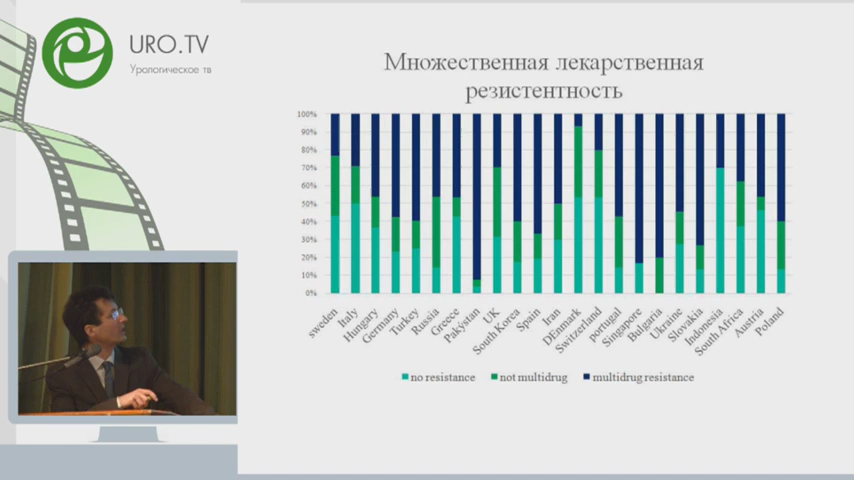 URO.TV
Урологическое тв
Множественная лекарственная
резистентность
100%
90%
80%
70%
60%
50%
40%
30%
20%
10%
0%
sweden
Italy
Hungary
Germany
Turkey
Russia
Greece
Pakystan
UK
South Korea
Spain
Iran
DEnmark
Switzerland
portugal
Singapore
Bulgaria
Ukraine
Slovakia
Indonesia
South Africa
Austria
Poland
no resistance
not multidrug
multidrug resistance